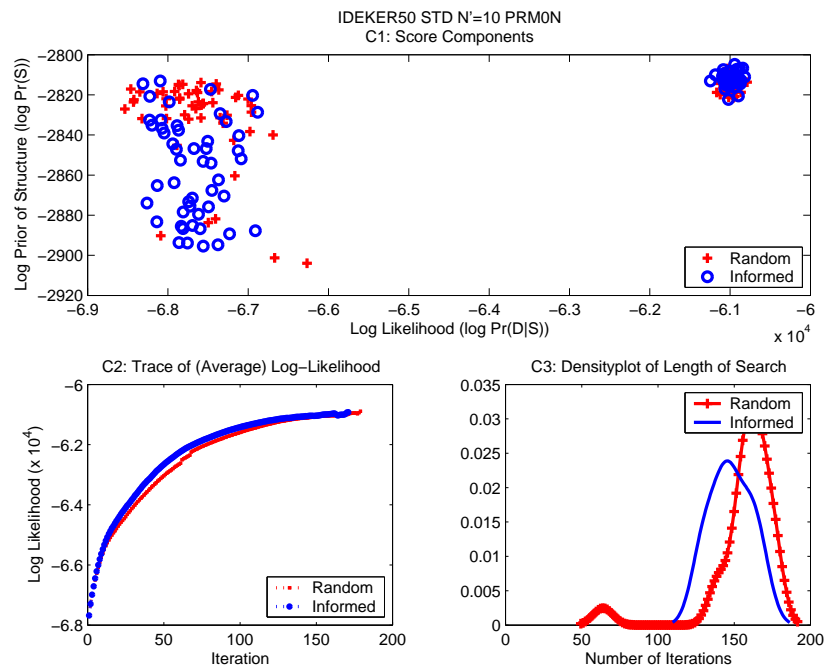 IDEKER50 STD N'=10 PRM0N
C1: Score Components
−2800
−2820
−2840
−2860
−2880
−2900
−2920
Log Prior of Structure (log Pr(S))
Random
Informed
−6.9 −6.8 −6.7 −6.6 −6.5 −6.4 −6.3 −6.2 −6.1 −6
Log Likelihood (log Pr(D|S))
x 10^4
C2: Trace of (Average) Log−Likelihood
−6
−6.2
−6.4
−6.6
−6.8
Log Likelihood (x 10^4)
Random
Informed
0 50 100 150 200
Iteration
C3: Densityplot of Length of Search
0.035
0.03
0.025
0.02
0.015
0.01
0.005
0
Random
Informed
0 50 100 150 200
Number of Iterations